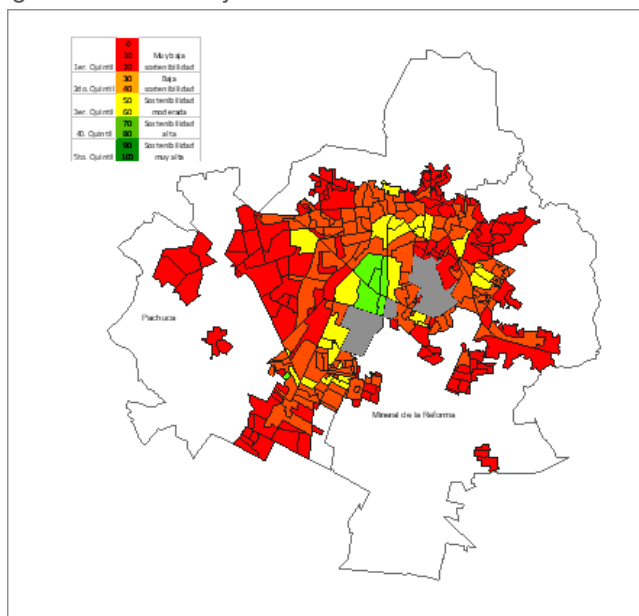 0
10 Muy baja
1er. Quintil 20 sostenibilidad
30 Baja
2do. Quintil 40 sostenibilidad
50 Sostenibilidad
3er. Quintil 60 moderada
70 Sostenibilidad
40. Quintil 80 alta
90 Sostenibilidad
5to. Quintil 100 muy alta
Pachuca
Mineral de la Reforma